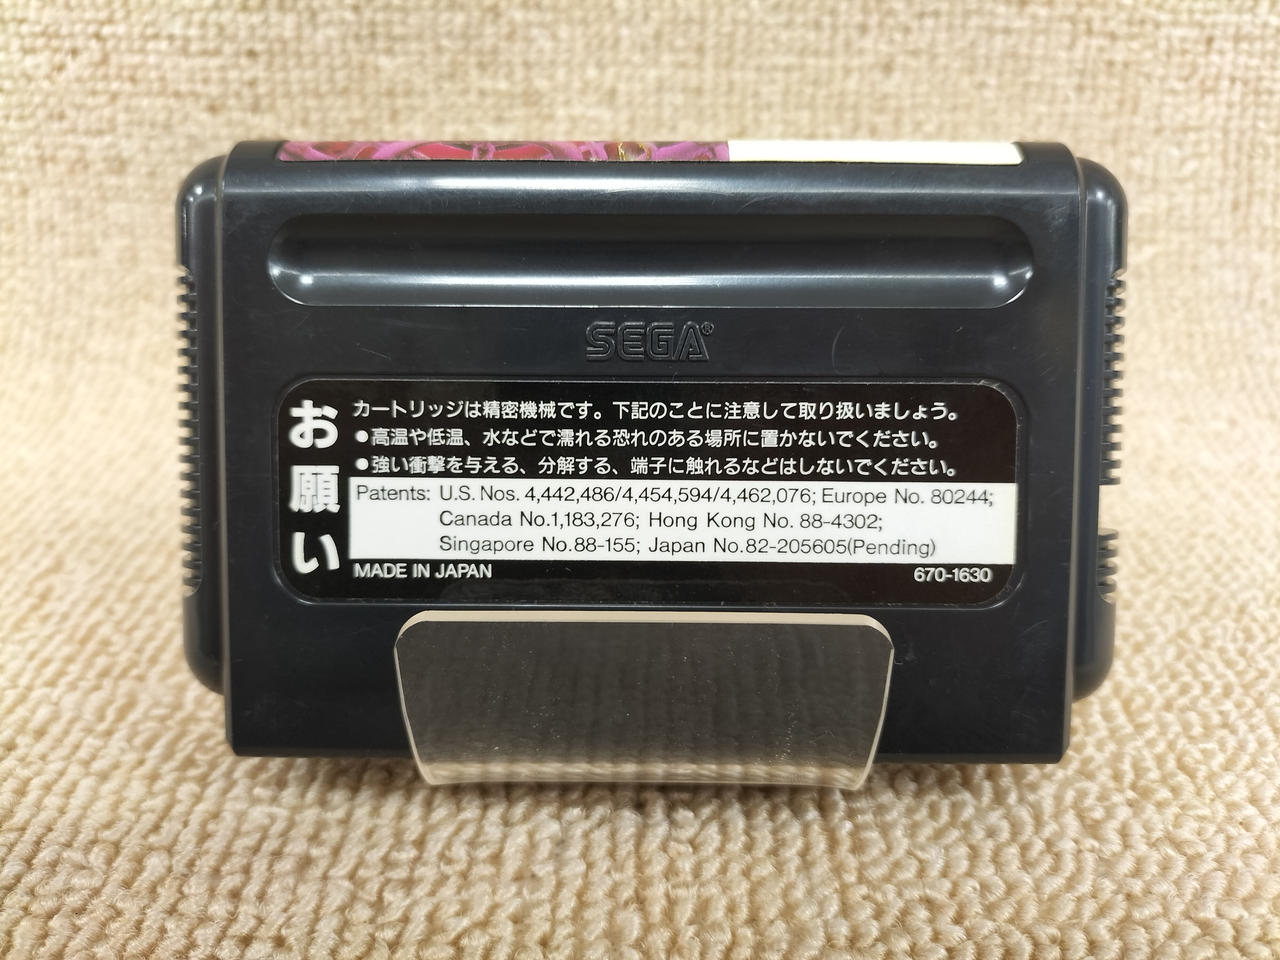 SEGA®
お願い
カートリッジは精密機械です。下記のことに注意して取り扱いましょう。
●高温や低温、水などで濡れる恐れのある場所に置かないでください。
●強い衝撃を与える、分解する、端子に触れるなどはしないでください。
Patents: U.S. Nos. 4,442,486/4,454,594/4,462,076; Europe No. 80244;
Canada No.1,183,276; Hong Kong No. 88-4302;
Singapore No.88-155; Japan No.82-205605(Pending)
MADE IN JAPAN
670-1630